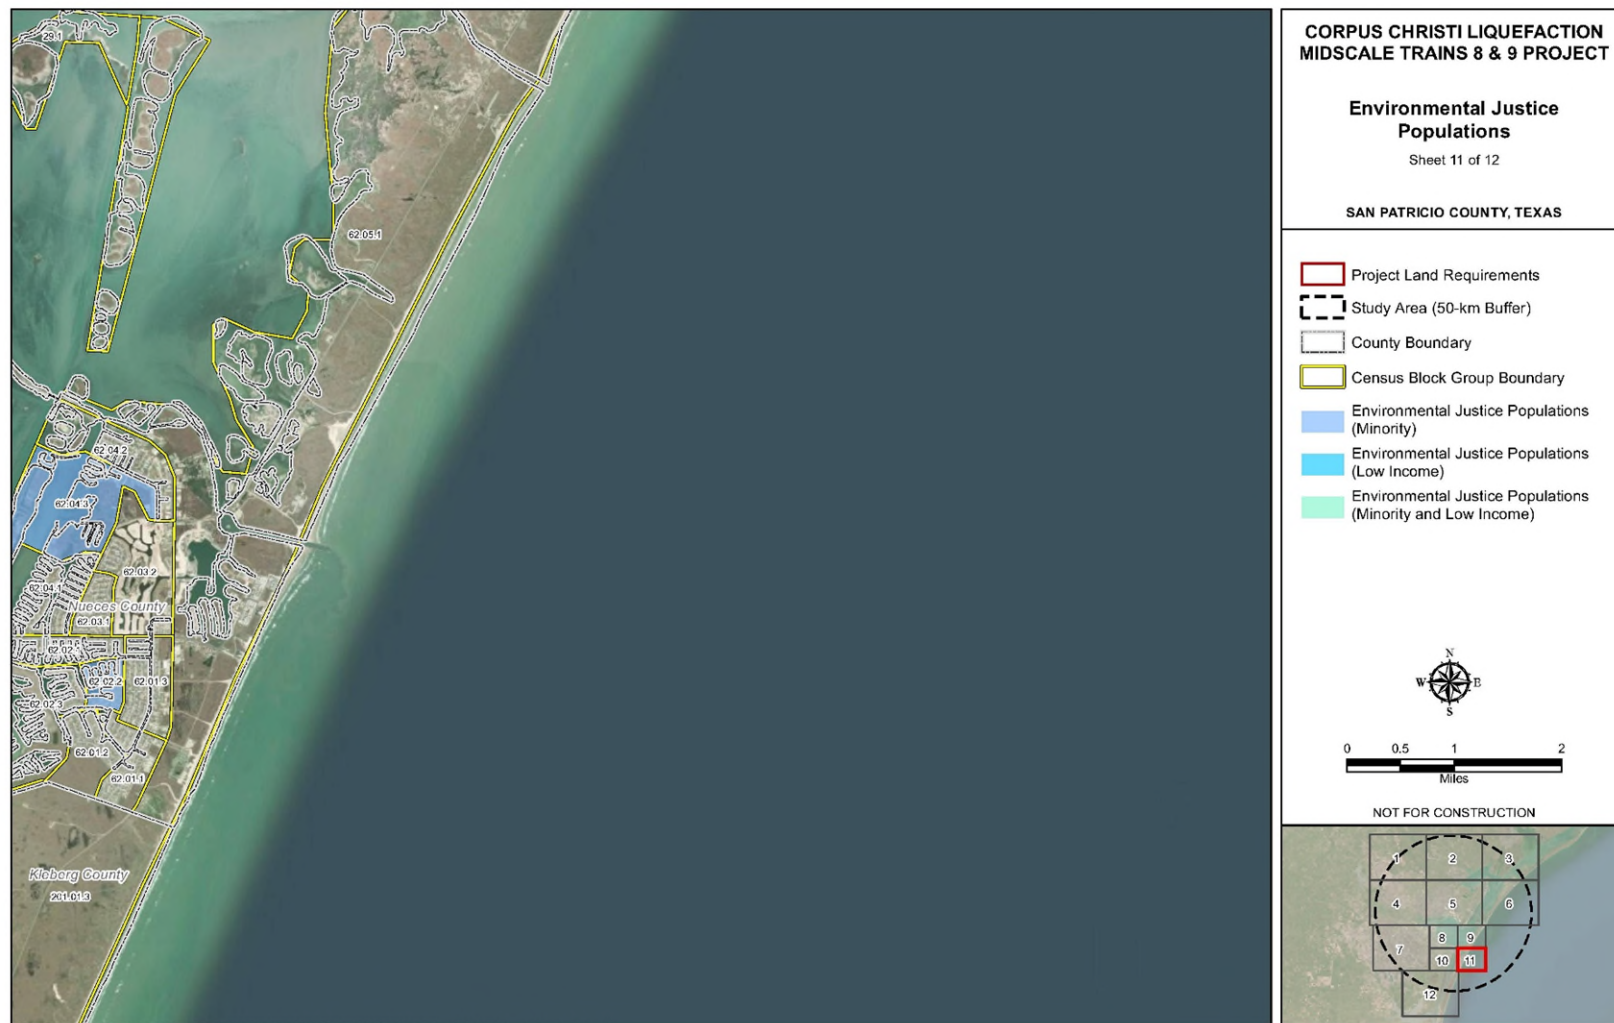 CORPUS CHRISTI LIQUEFACTION
MIDSCALE TRAINS 8 & 9 PROJECT
Environmental Justice
Populations
Sheet 11 of 12
SAN PATRICIO COUNTY, TEXAS
Project Land Requirements
Study Area (50-km Buffer)
County Boundary
Census Block Group Boundary
Environmental Justice Populations
(Minority)
Environmental Justice Populations
(Low Income)
Environmental Justice Populations
(Minority and Low Income)
N
W E
S
0 0.5 1 2
Miles
NOT FOR CONSTRUCTION
1 2 3
4 5 6
7 8 9
10 11
12
29.1
62.05.1
62.04.2
62.04.3
62.03.2
62.04.1
Nueces County
62.03.1
62.02.2
62.01.3
62.02.3
62.01.2
62.01.1
Kleberg County
201.01.3